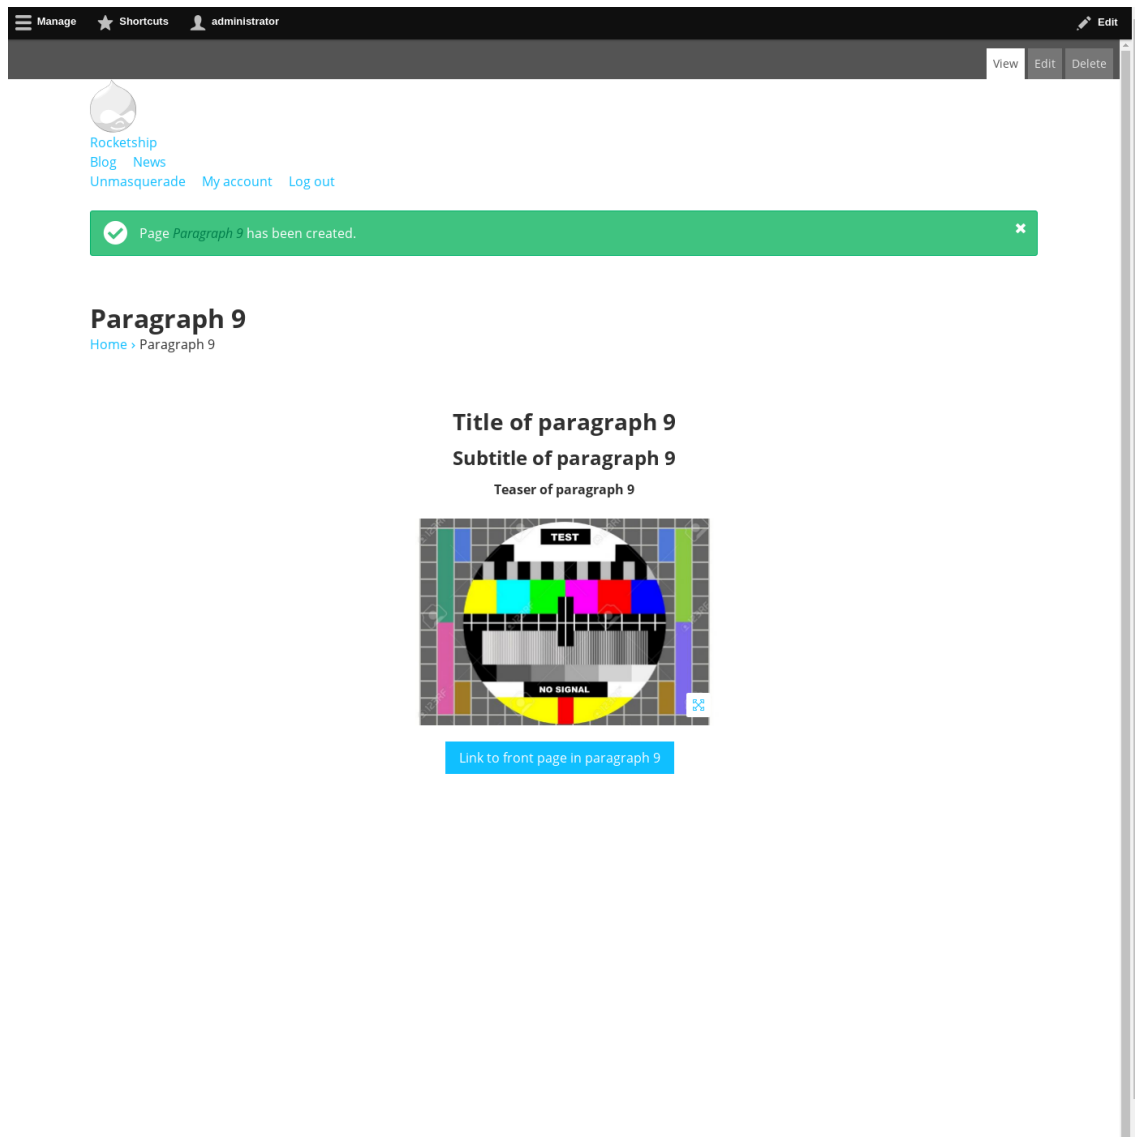 Manage Shortcuts administrator Edit
View Edit Delete
Rocketship
Blog News
Unmasquerade My account Log out
Page Paragraph 9 has been created.
Paragraph 9
Home › Paragraph 9
Title of paragraph 9
Subtitle of paragraph 9
Teaser of paragraph 9
TEST
NO SIGNAL
Link to front page in paragraph 9